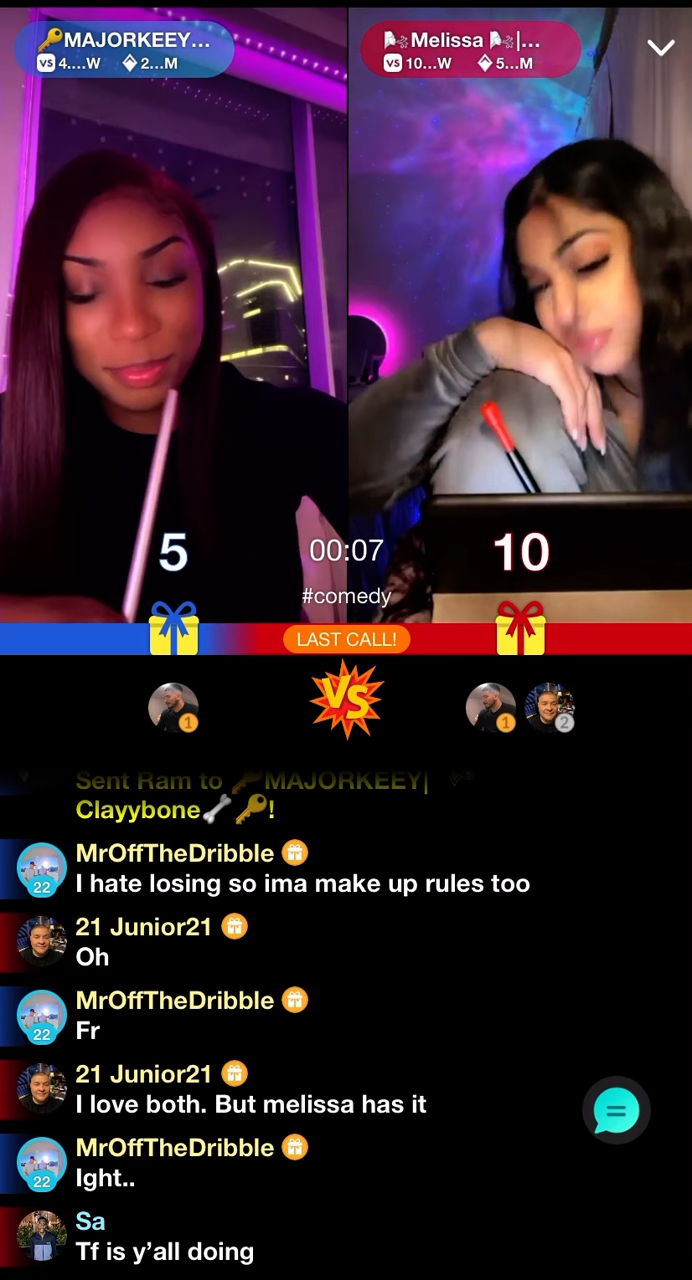 🔑MAJORKEEY...
VS 4....W 2...M
🌬Melissa 🌬|...
VS 10...W 5...M
5
00:07
10
#comedy
LAST CALL!
VS
1
1
2
Sent Ram to 🔑MAJORKEEY|
Clayybone🦴🔑!
MrOffTheDribble
22
I hate losing so ima make up rules too
21 Junior21
Oh
MrOffTheDribble
22
Fr
21 Junior21
I love both. But melissa has it
MrOffTheDribble
22
Ight..
Sa
Tf is y'all doing